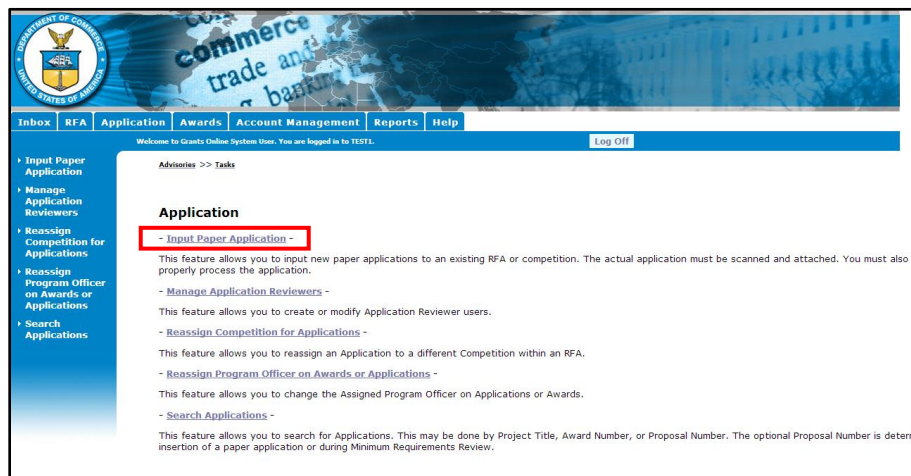 DEPARTMENT OF COMMERCE
UNITED STATES OF AMERICA
commerce
trade and
Inbox RFA Application Awards Account Management Reports Help
Welcome to Grants Online System User. You are logged in to TEST1.
Log Off
Input Paper
Application
Manage
Application
Reviewers
Reassign
Competition for
Applications
Reassign
Program Officer
on Awards or
Applications
Search
Applications
Advisories >> Tasks
Application
- Input Paper Application -
This feature allows you to input new paper applications to an existing RFA or competition. The actual application must be scanned and attached. You must also
properly process the application.
- Manage Application Reviewers -
This feature allows you to create or modify Application Reviewer users.
- Reassign Competition for Applications -
This feature allows you to reassign an Application to a different Competition within an RFA.
- Reassign Program Officer on Awards or Applications -
This feature allows you to change the Assigned Program Officer on Applications or Awards.
- Search Applications -
This feature allows you to search for Applications. This may be done by Project Title, Award Number, or Proposal Number. The optional Proposal Number is deter
insertion of a paper application or during Minimum Requirements Review.